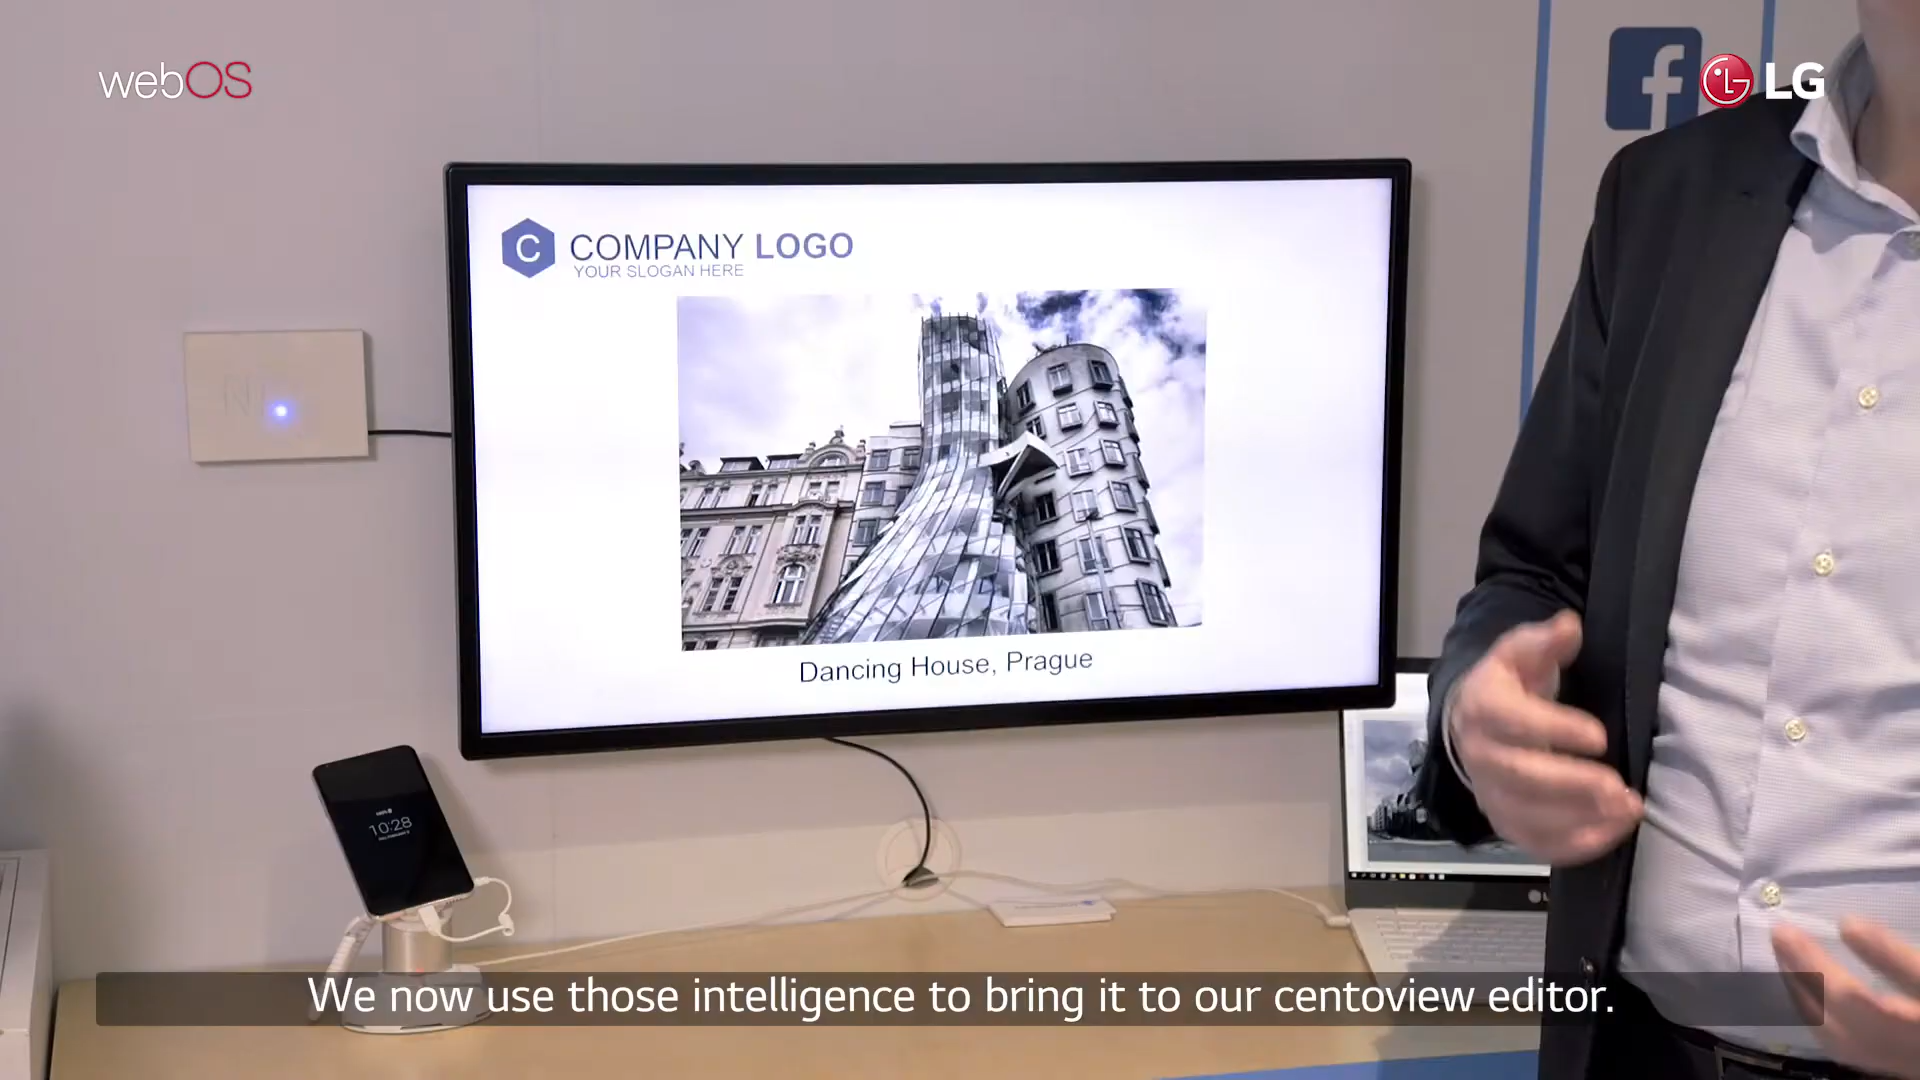 webOS
LG
C COMPANY LOGO
YOUR SLOGAN HERE
Dancing House, Prague
10:28
We now use those intelligence to bring it to our centoview editor.